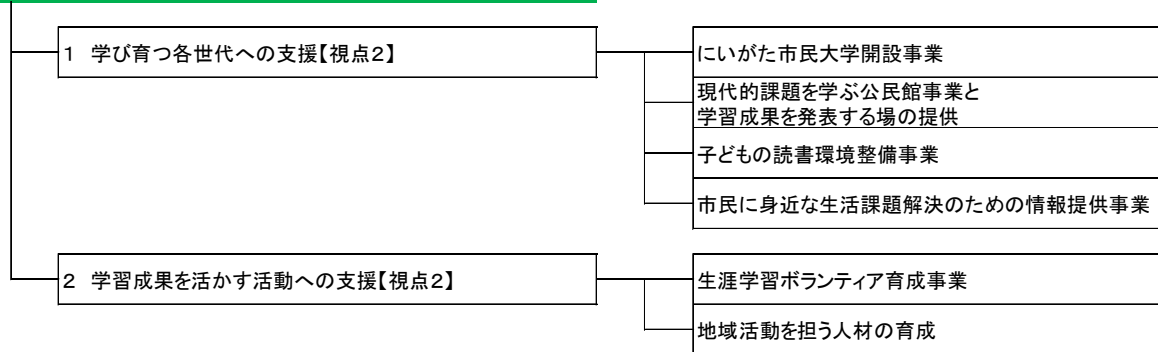 1　学び育つ各世代への支援【視点2】
にいがた市民大学開設事業
現代的課題を学ぶ公民館事業と
学習成果を発表する場の提供
子どもの読書環境整備事業
市民に身近な生活課題解決のための情報提供事業
2　学習成果を活かす活動への支援【視点2】
生涯学習ボランティア育成事業
地域活動を担う人材の育成